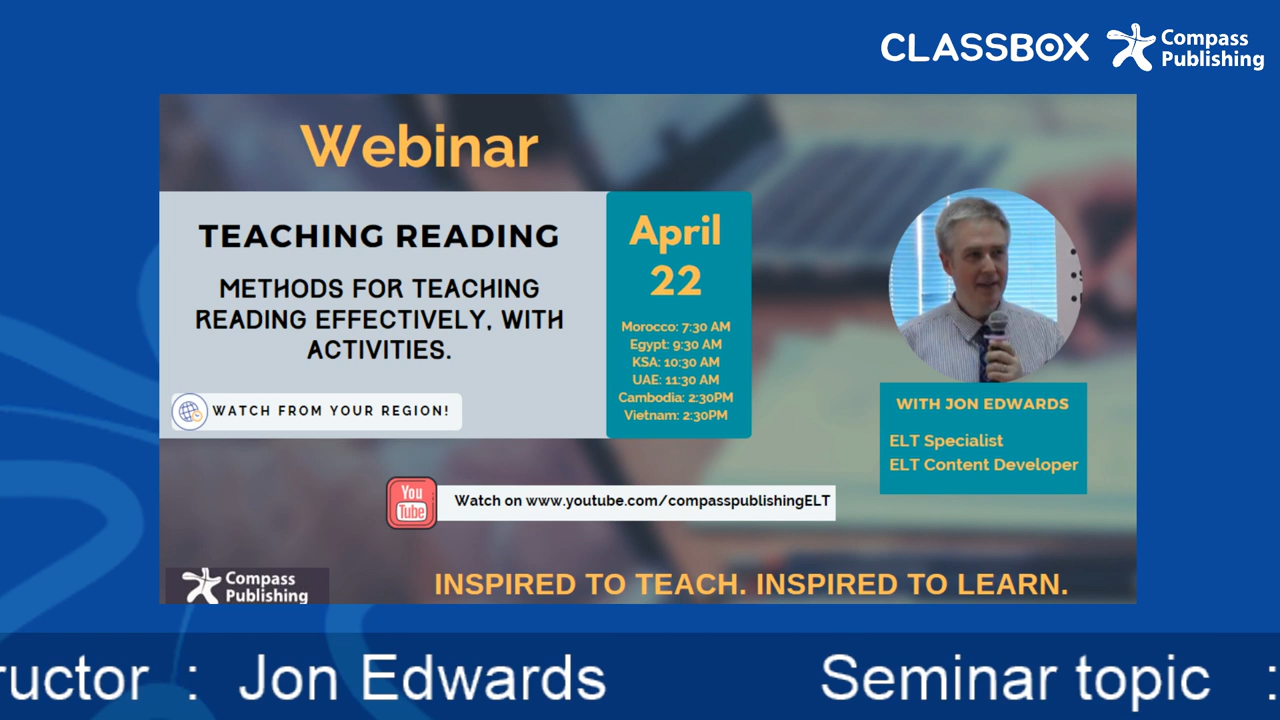 CLASSBOX
Compass
Publishing
Webinar
TEACHING READING
METHODS FOR TEACHING
READING EFFECTIVELY, WITH
ACTIVITIES.
WATCH FROM YOUR REGION!
April
22
Morocco: 7:30 AM
Egypt: 9:30 AM
KSA: 10:30 AM
UAE: 11:30 AM
Cambodia: 2:30PM
Vietnam: 2:30PM
WITH JON EDWARDS
ELT Specialist
ELT Content Developer
You
Tube
Watch on www.youtube.com/compasspublishingELT
Compass
Publishing
INSPIRED TO TEACH. INSPIRED TO LEARN.
ructor : Jon Edwards Seminar topic :